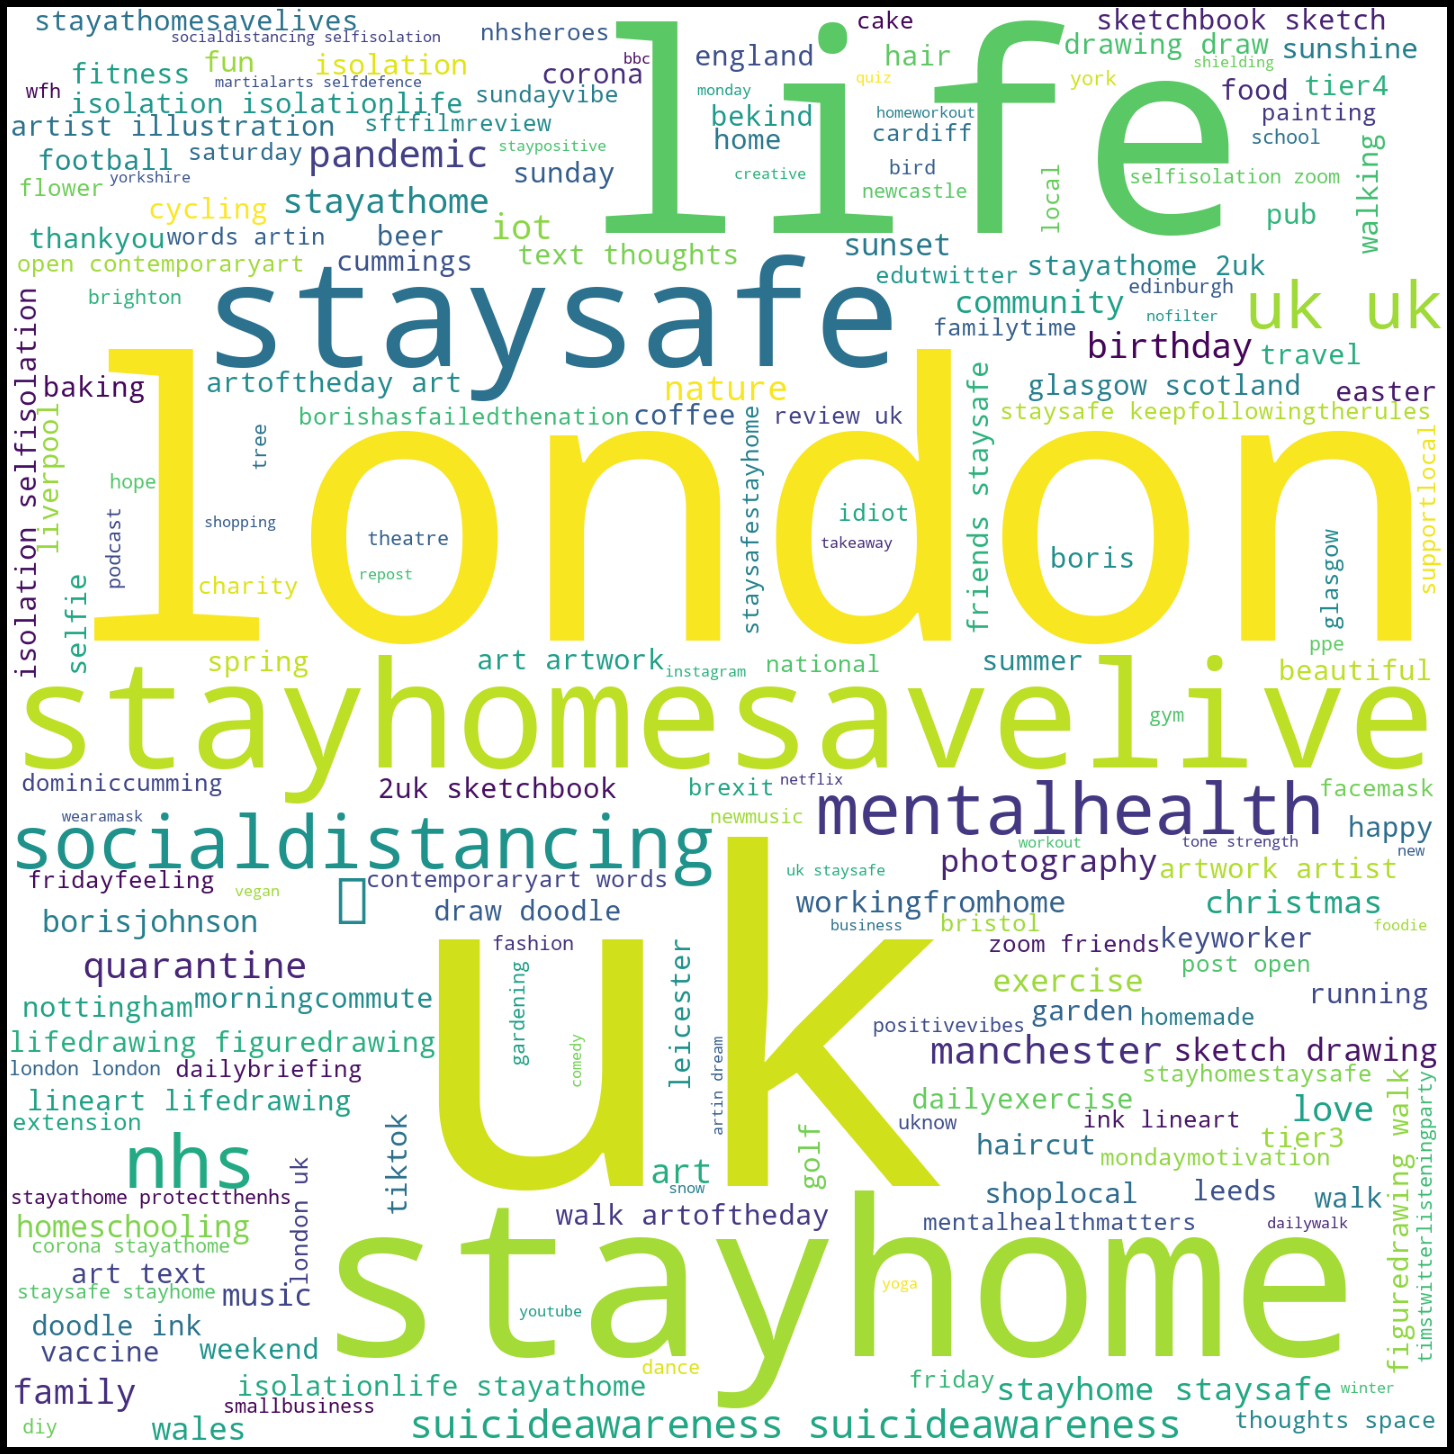 stayathomesavelives
cake
sketchbook sketch
socialdistancing selfisolation
nhsheroes
life
drawing draw
sunshine
fun
isolation
bbc
england
hair
shielding
fitness
corona
quiz
york
wfh
martialarts selfdefence
monday
food
tier4
isolation isolationlife
sundayvibe
bekind
homeworkout
painting
artist illustration
sftfilmreview
home
cardiff
school
football
saturday
pandemic
staypositive
bird
walking
flower
yorkshire
sunday
creative
newcastle
local
selfisolation zoom
cycling
stayathome
pub
thankyou
words artin
beer
iot
text thoughts
sunset
open contemporaryart
cummings
edutwitter
stayathome 2uk
brighton
staysafe
community
edinburgh
uk uk
isolation selfisolation
familytime
nofilter
birthday
travel
baking
artoftheday art
nature
friends staysafe
glasgow scotland
easter
liverpool
borishasfailedthenation
coffee
review uk
staysafe keepfollowingtherules
tree
london
staysafestayhome
supportlocal
hope
podcast
shopping
theatre
idiot
takeaway
boris
glasgow
repost
charity
selfie
ppe
spring
art artwork
instagram
national
summer
beautiful
stayhomesavelive
gym
dominiccumming
2uk sketchbook
brexit
netflix
mentalhealth
facemask
wearamask
socialdistancing
newmusic
happy
workout
tone strength
new
fridayfeeling
vegan
contemporaryart words
uk staysafe
photography
artwork artist
borisjohnson
draw doodle
uk
workingfromhome
christmas
business
bristol
foodie
quarantine
fashion
leicester
zoom friends
keyworker
post open
nottingham
morningcommute
gardening
exercise
running
lifedrawing figuredrawing
comedy
artin dream
positivevibes
garden
homemade
london london
dailybriefing
manchester
sketch drawing
lineart lifedrawing
stayhomestaysafe
figuredrawing walk
timstwitterlisteningparty
extension
tiktok
dailyexercise
uknow
ink lineart
love
nhs
golf
haircut
tier3
london uk
art
mondaymotivation
stayathome protectthenhs
snow
shoplocal
leeds
walk
homeschooling
walk artoftheday
mentalhealthmatters
dailywalk
corona stayathome
stayhome
art text
staysafe stayhome
music
youtube
yoga
doodle ink
vaccine
weekend
dance
family
isolationlife stayathome
friday
stayhome staysafe
winter
smallbusiness
diy
wales
suicideawareness suicideawareness
thoughts space